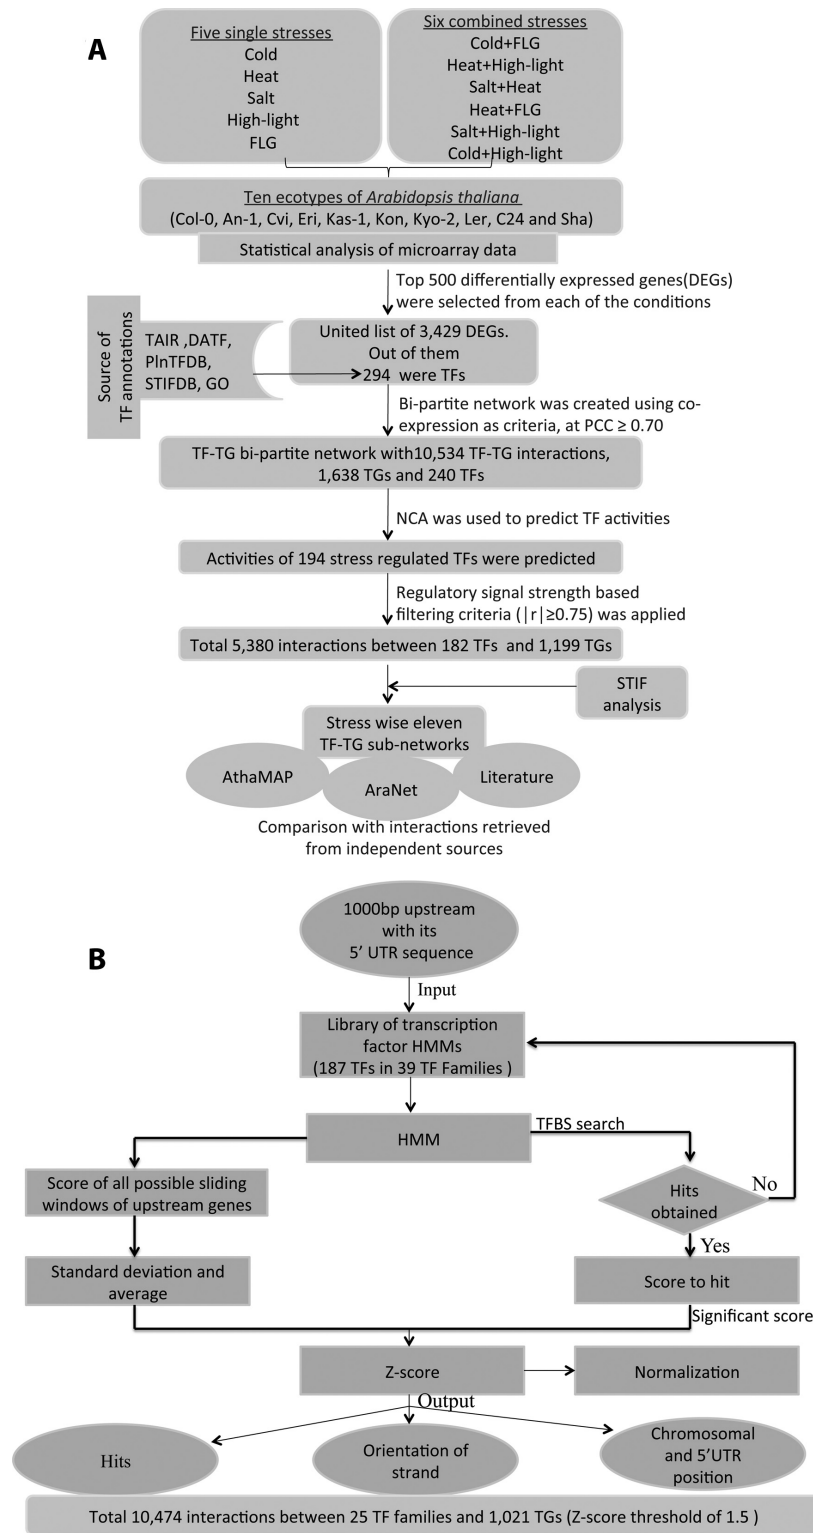 A
Five single stresses
Cold
Heat
Salt
High-light
FLG
Six combined stresses
Cold+FLG
Heat+High-light
Salt+Heat
Heat+FLG
Salt+High-light
Cold+High-light
Ten ecotypes of Arabidopsis thaliana
(Col-0, An-1, Cvi, Eri, Kas-1, Kon, Kyo-2, Ler, C24 and Sha)
Statistical analysis of microarray data
Top 500 differentially expressed genes(DEGs)
were selected from each of the conditions
Source of
TF annotations
TAIR ,DATF,
PlnTFDB,
STIFDB, GO
United list of 3,429 DEGs.
Out of them
294 were TFs
Bi-partite network was created using co-
expression as criteria, at PCC ≥ 0.70
TF-TG bi-partite network with10,534 TF-TG interactions,
1,638 TGs and 240 TFs
NCA was used to predict TF activities
Activities of 194 stress regulated TFs were predicted
Regulatory signal strength based
filtering criteria (|r|≥0.75) was applied
Total 5,380 interactions between 182 TFs and 1,199 TGs
STIF
analysis
Stress wise eleven
TF-TG sub-networks
AthaMAP
AraNet
Literature
Comparison with interactions retrieved
from independent sources
B
1000bp upstream
with its
5’ UTR sequence
Input
Library of transcription
factor HMMs
(187 TFs in 39 TF Families )
HMM
TFBS search
Score of all possible sliding
windows of upstream genes
Hits
obtained
No
Yes
Standard deviation and
average
Score to hit
Significant score
Z-score
Normalization
Output
Hits
Orientation of
strand
Chromosomal
and 5’UTR
position
Total 10,474 interactions between 25 TF families and 1,021 TGs (Z-score threshold of 1.5 )